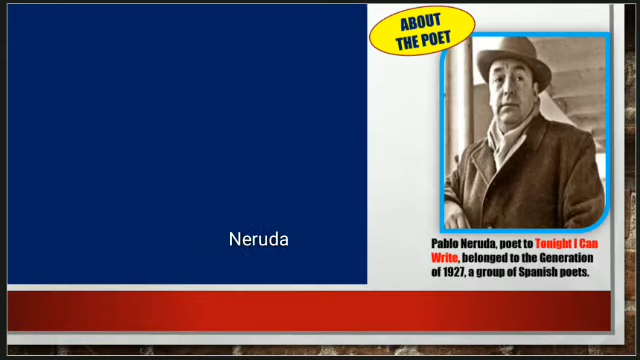 ABOUT
THE POET
Neruda
Pablo Neruda, poet to Tonight I Can
Write, belonged to the Generation
of 1927, a group of Spanish poets.